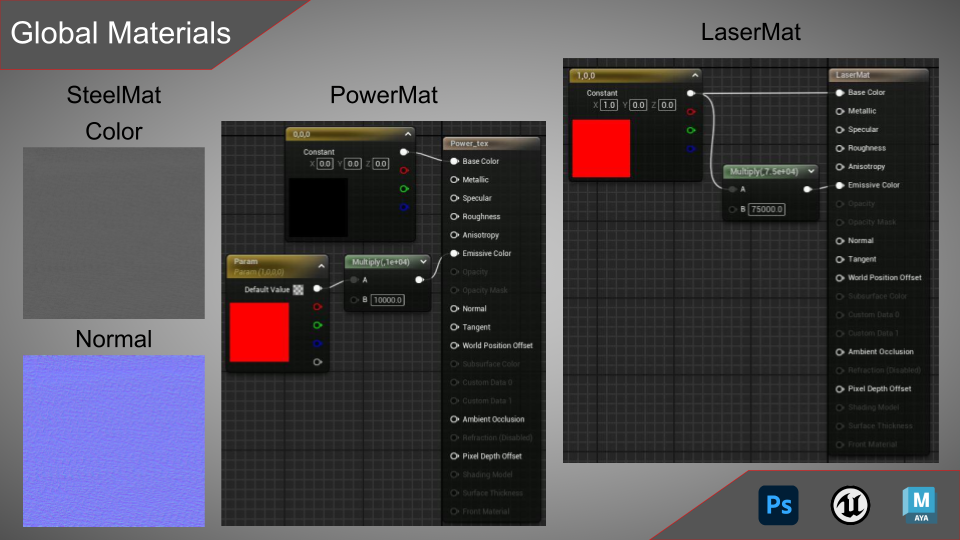 Global Materials
SteelMat
Color
Normal
PowerMat
0,0,0
Constant
X 0.0 Y 0.0 Z 0.0
Param
Param (1,0,0,0)
Default Value
Multiply(,1e+04)
A
B 10000.0
Power_tex
Base Color
Metallic
Specular
Roughness
Anisotropy
Emissive Color
Opacity
Opacity Mask
Normal
Tangent
World Position Offset
Subsurface Color
Custom Data 0
Custom Data 1
Ambient Occlusion
Refraction (Disabled)
Pixel Depth Offset
Shading Model
Surface Thickness
Front Material
LaserMat
1,0,0
Constant
X 1.0 Y 0.0 Z 0.0
Multiply(,7.5e+04)
A
B 75000.0
LaserMat
Base Color
Metallic
Specular
Roughness
Anisotropy
Emissive Color
Opacity
Opacity Mask
Normal
Tangent
World Position Offset
Subsurface Color
Custom Data 0
Custom Data 1
Ambient Occlusion
Refraction (Disabled)
Pixel Depth Offset
Shading Model
Surface Thickness
Front Material
Ps
M
AYA